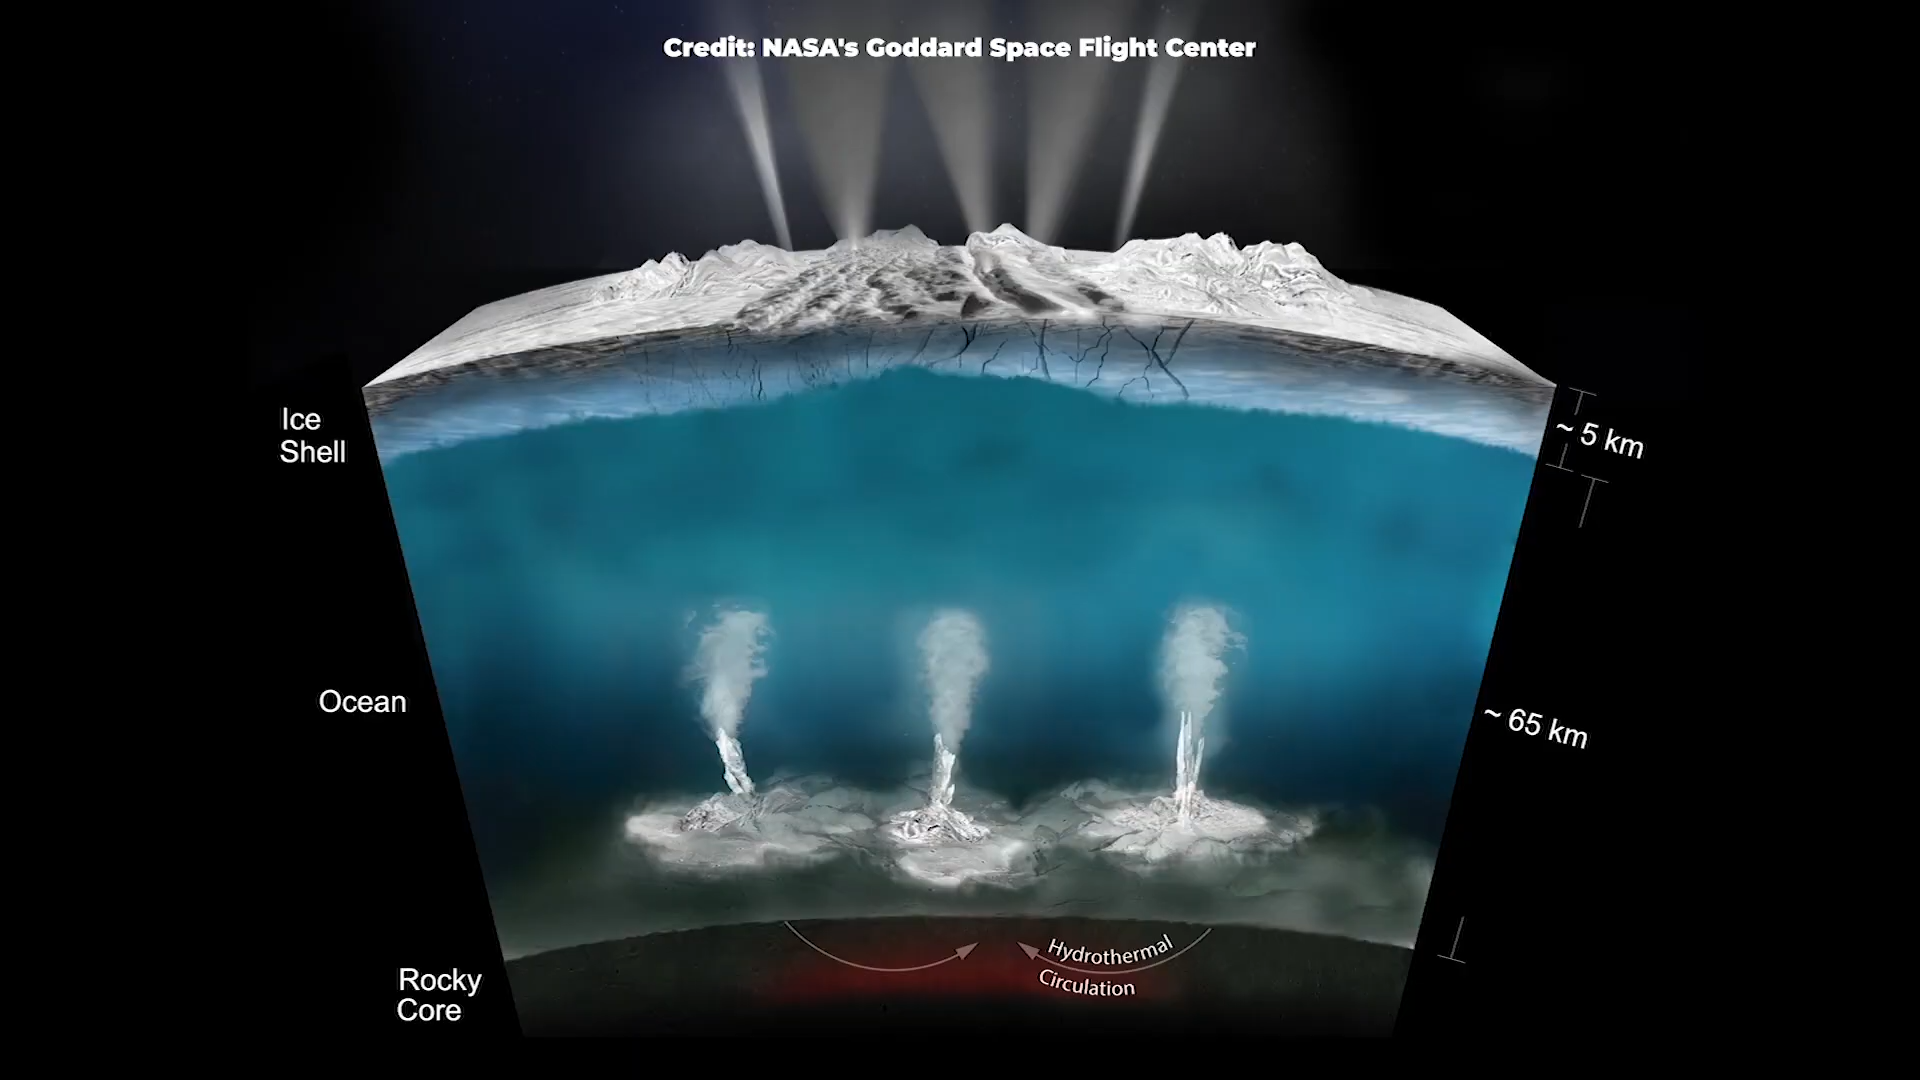 Credit: NASA's Goddard Space Flight Center
Ice
Shell
~ 5 km
Ocean
~ 65 km
Hydrothermal
Circulation
Rocky
Core